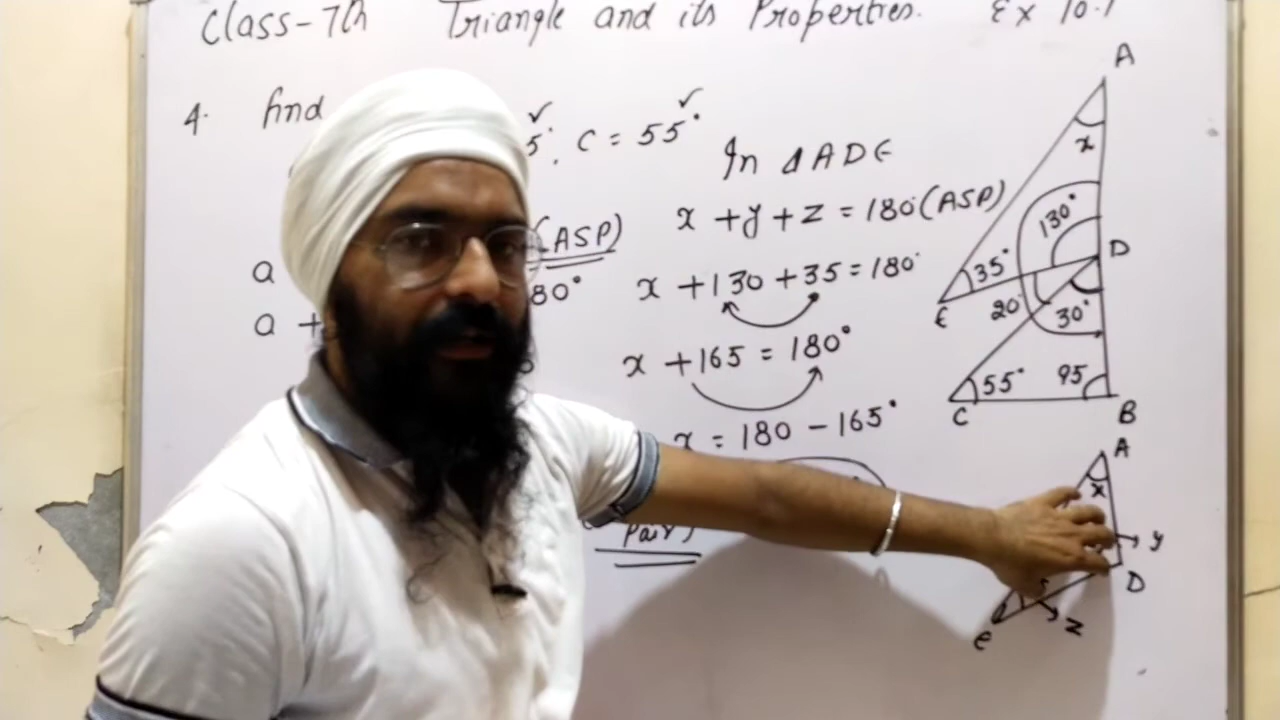 Class-7th Triangle and its Properties. Ex 10.1
4. find
5°, C = 55°
a
(ASP)
80°
a +
In ΔADE
x + y + z = 180° (ASP)
x + 130 + 35 = 180°
x + 165 = 180°
x = 180 - 165°
Pair)
A
x
130°
D
35°
E
20°
30°
55°
95
C
B
A
x
y
D
z
e